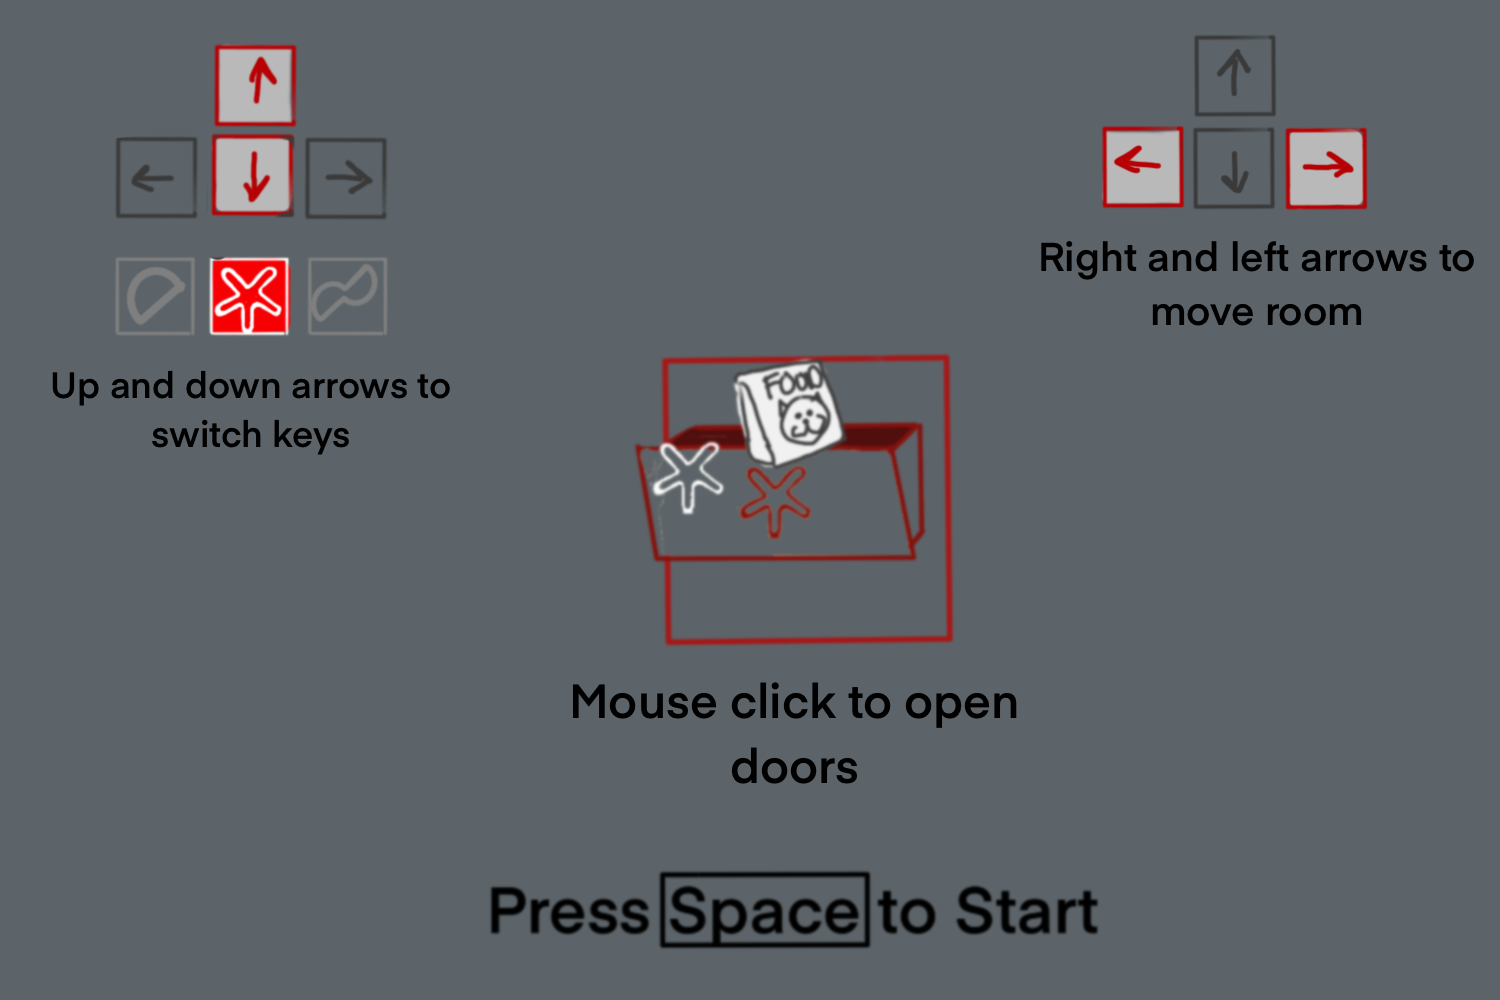 Up and down arrows to
switch keys
Right and left arrows to
move room
FOOD
Mouse click to open
doors
Press Space to Start